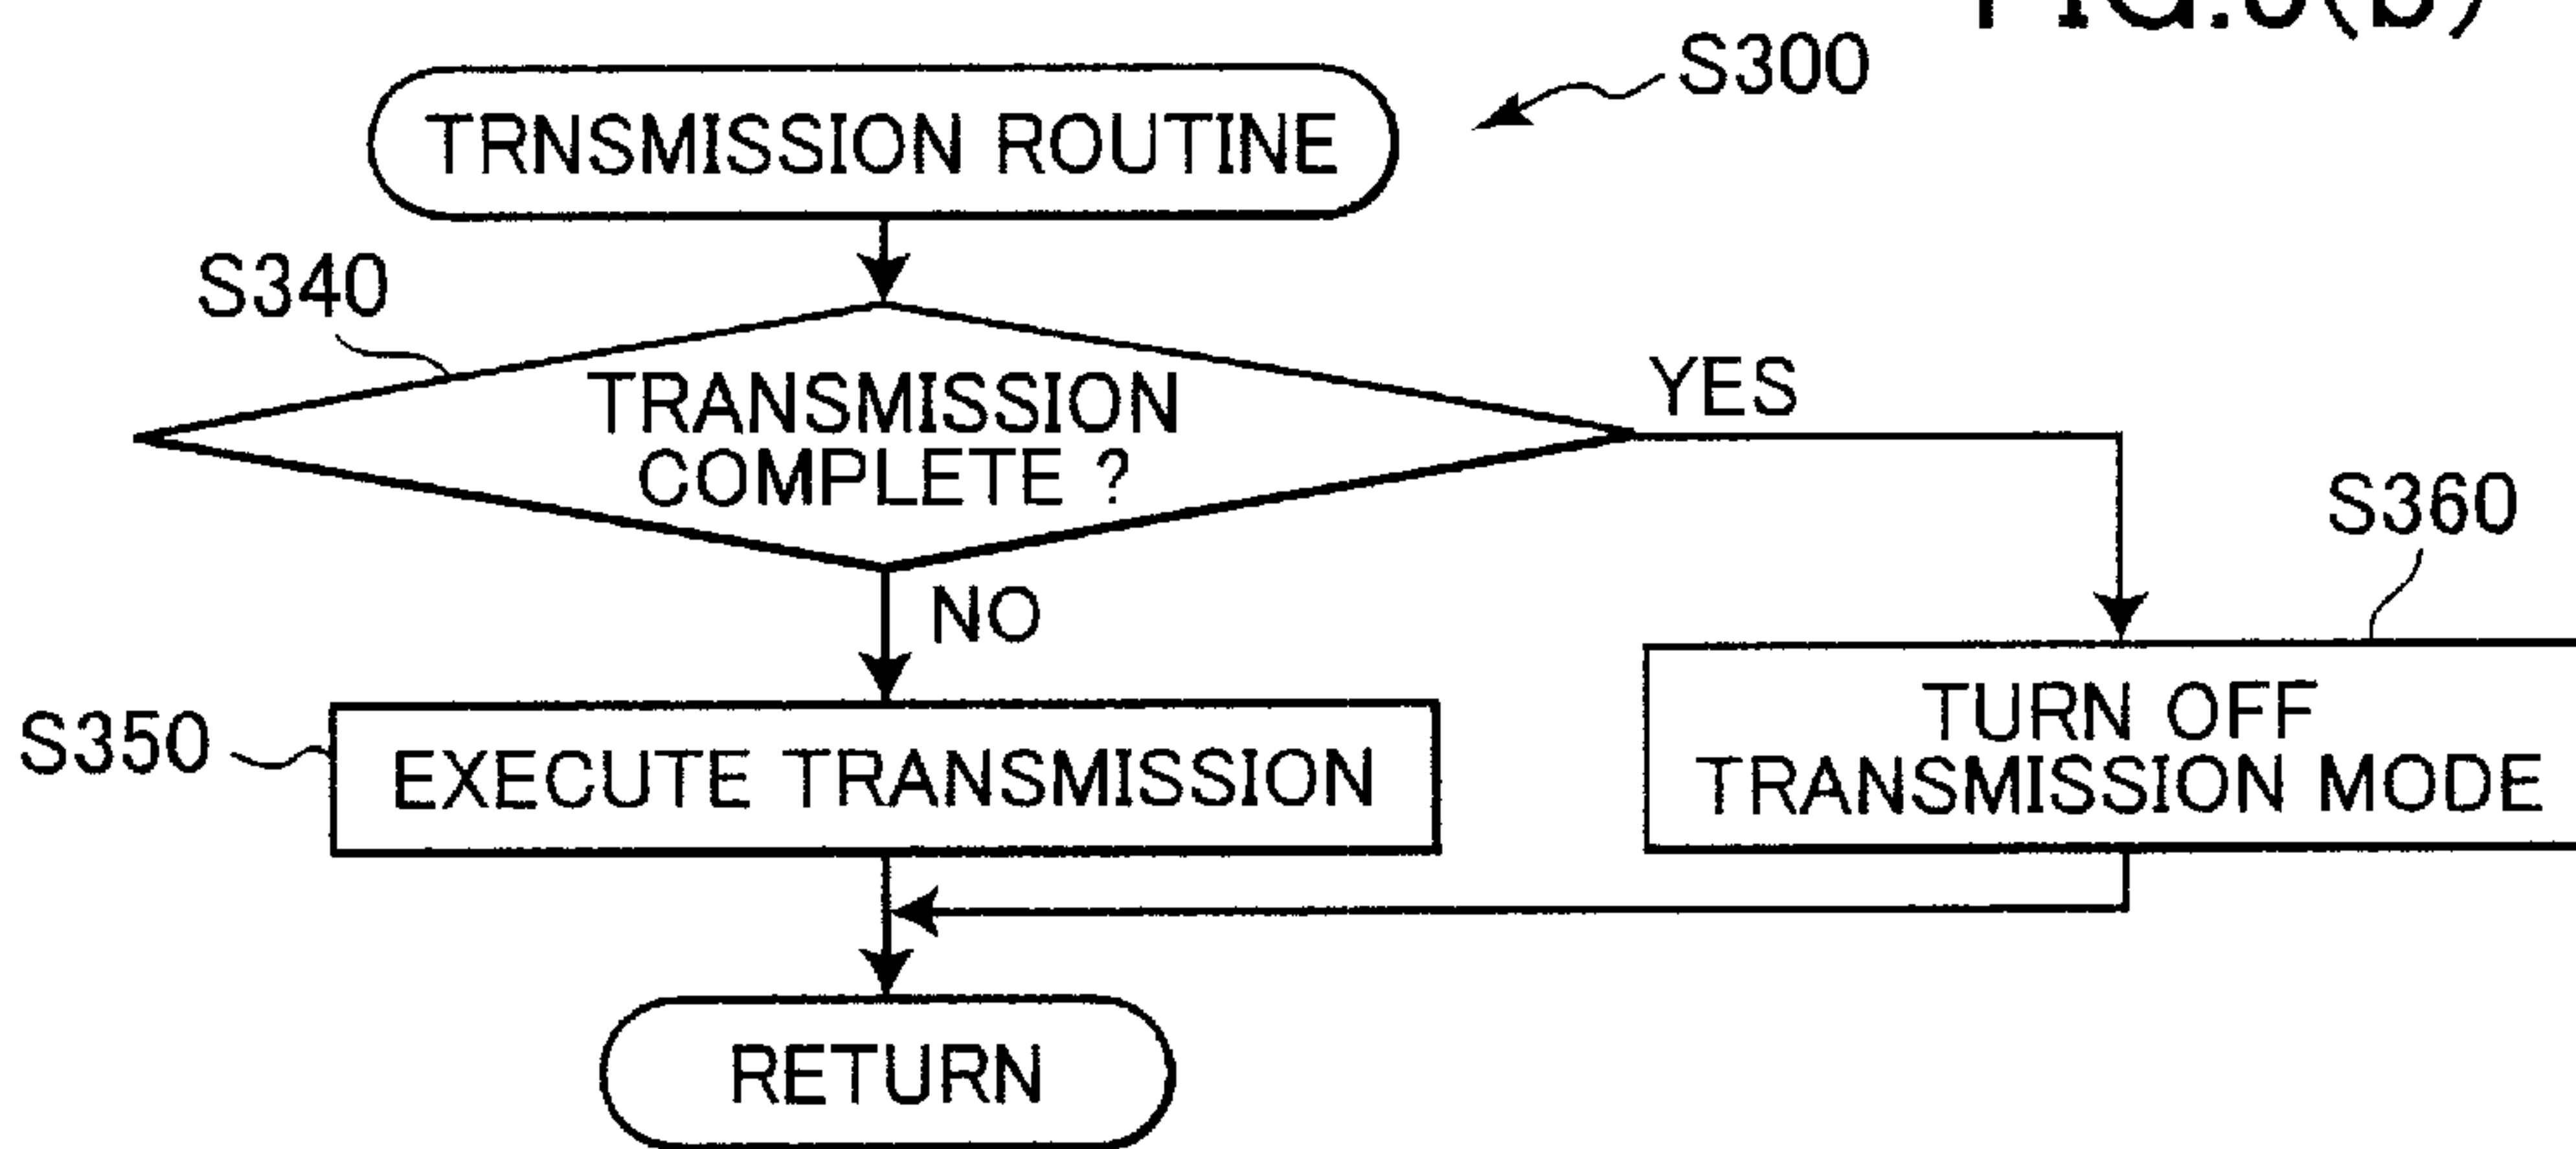 S300
TRNSMISSION ROUTINE
S340
TRANSMISSION
COMPLETE ?
YES
NO
S360
S350
EXECUTE TRANSMISSION
TURN OFF
TRANSMISSION MODE
RETURN